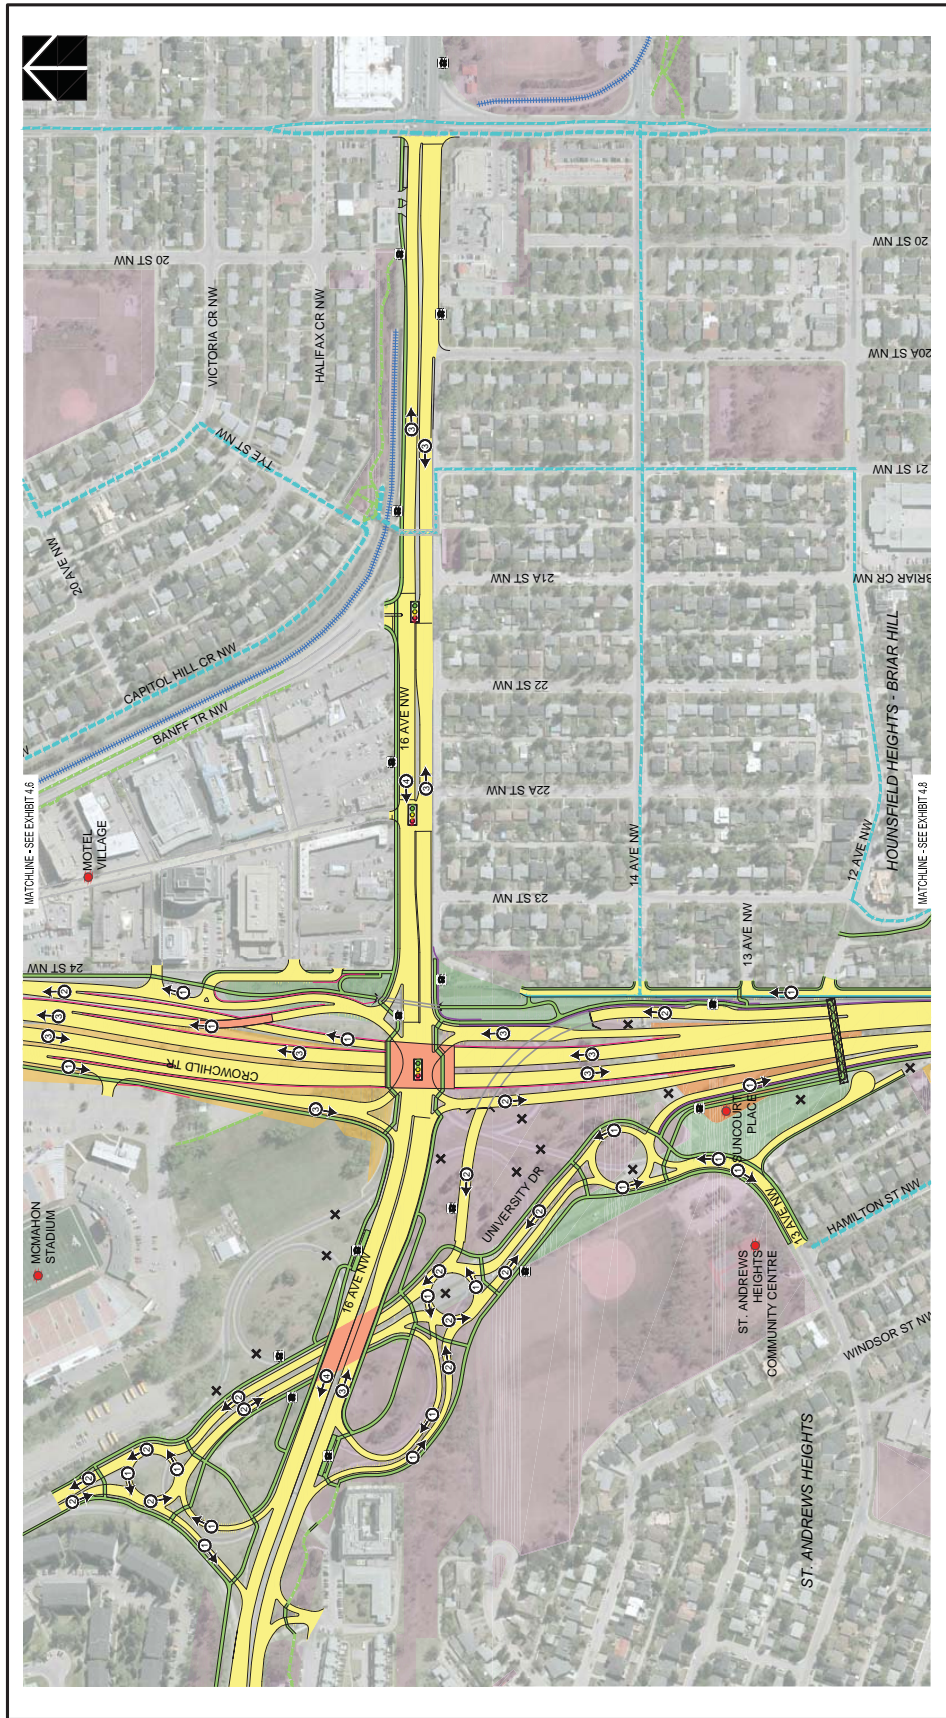 20 ST NW
20 ST NW
VICTORIA CR NW
HALIFAX CR NW
20A ST NW
TYE ST NW
21 ST NW
20 AVE NW
21A ST NW
BRIAR CR NW
CAPITOL HILL CR NW
BANFF TR NW
22 ST NW
HOUNSFIELD HEIGHTS - BRIAR HILL
16 AVE NW
22A ST NW
MATCHLINE - SEE EXHIBIT 4.6
MATCHLINE - SEE EXHIBIT 4.8
MOTEL
VILLAGE
14 AVE NW
12 AVE NW
23 ST NW
13 AVE NW
24 ST NW
CROWCHILD TR
SUNCOURT
PLACE
UNIVERSITY DR
MCMAHON
STADIUM
16 AVE NW
13 AVE NW
HAMILTON ST NW
ST. ANDREWS
HEIGHTS
COMMUNITY CENTRE
WINDSOR ST NW
ST. ANDREWS HEIGHTS